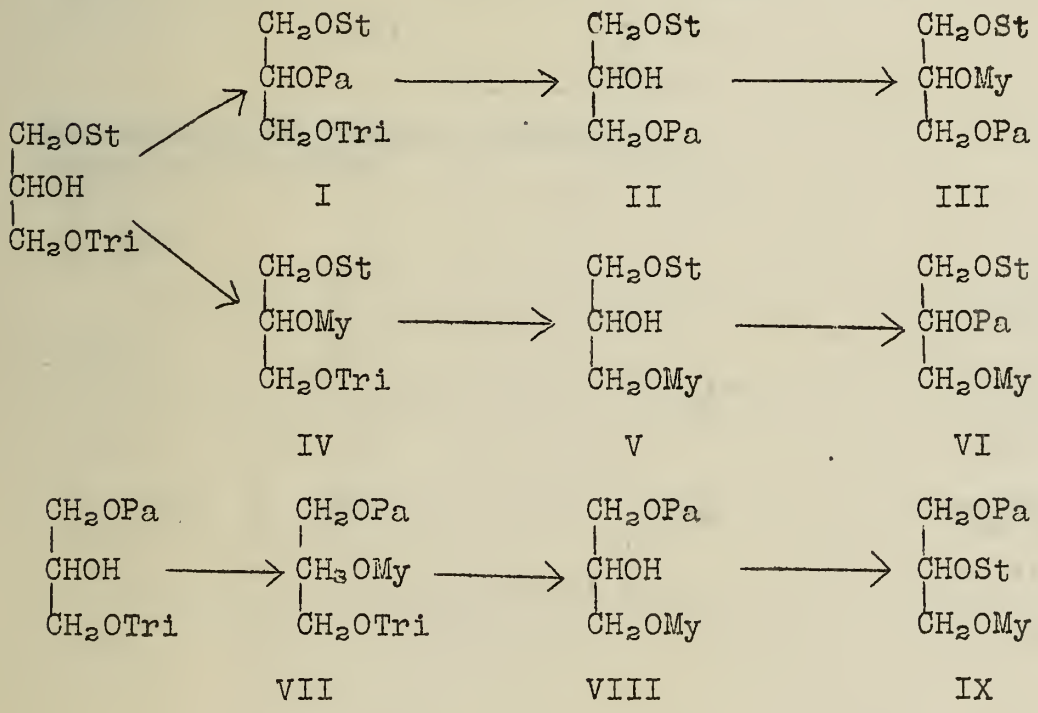 CH₂OSt CH₂OSt CH₂OSt
CHOPa CHOH CHOMy
CH₂OTri CH₂OPa CH₂OPa
I II III
CH₂OSt
CHOH
CH₂OTri
CH₂OSt CH₂OSt CH₂OSt
CHOMy CHOH CHOPa
CH₂OTri CH₂OMy CH₂OMy
IV V VI
CH₂OPa CH₂OPa CH₂OPa CH₂OPa
CHOH CH₃OMy CHOH CHOSt
CH₂OTri CH₂OTri CH₂OMy CH₂OMy
VII VIII IX